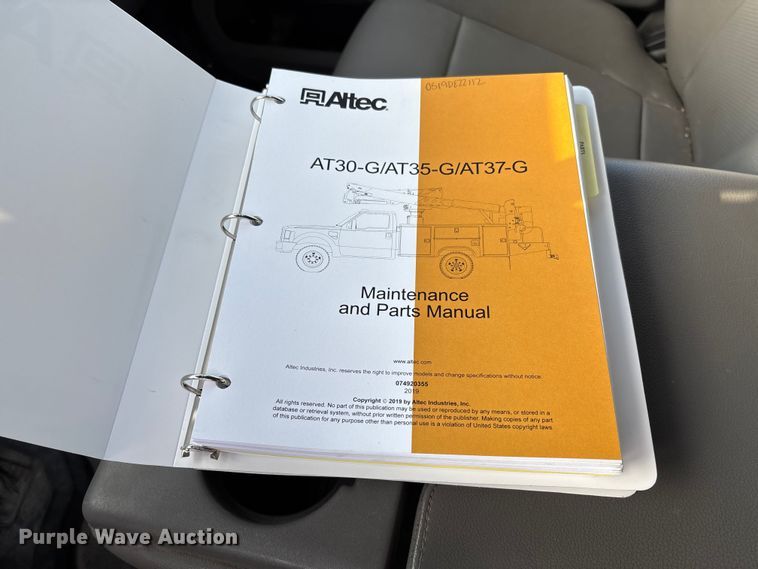 Altec
AT30-G/AT35-G/AT37-G
Maintenance
and Parts Manual
www.altec.com
Altec Industries, Inc. reserves the right to improve models and change specifications without notice.
074920355
2019
Copyright © 2019 by Altec Industries, Inc.
All rights reserved. No part of this publication may be used or reproduced by any means, or stored in a
database or retrieval system, without prior written permission of the publisher. Making copies of any part
of this publication for any purpose other than personal use is a violation of United States copyright laws.
Purple Wave Auction